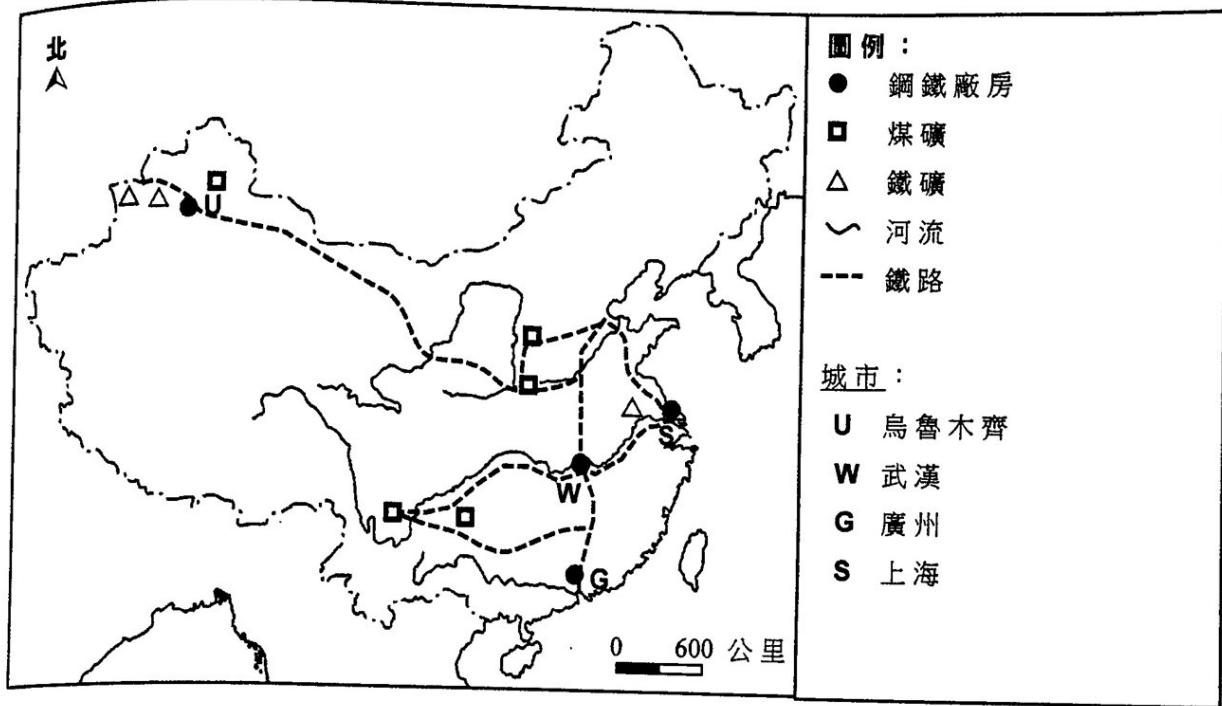 北
U
S
W
G
0 600 公里
圖例：
鋼鐵廠房
煤礦
鐵礦
河流
鐵路
城市：
U 烏魯木齊
W 武漢
G 廣州
S 上海